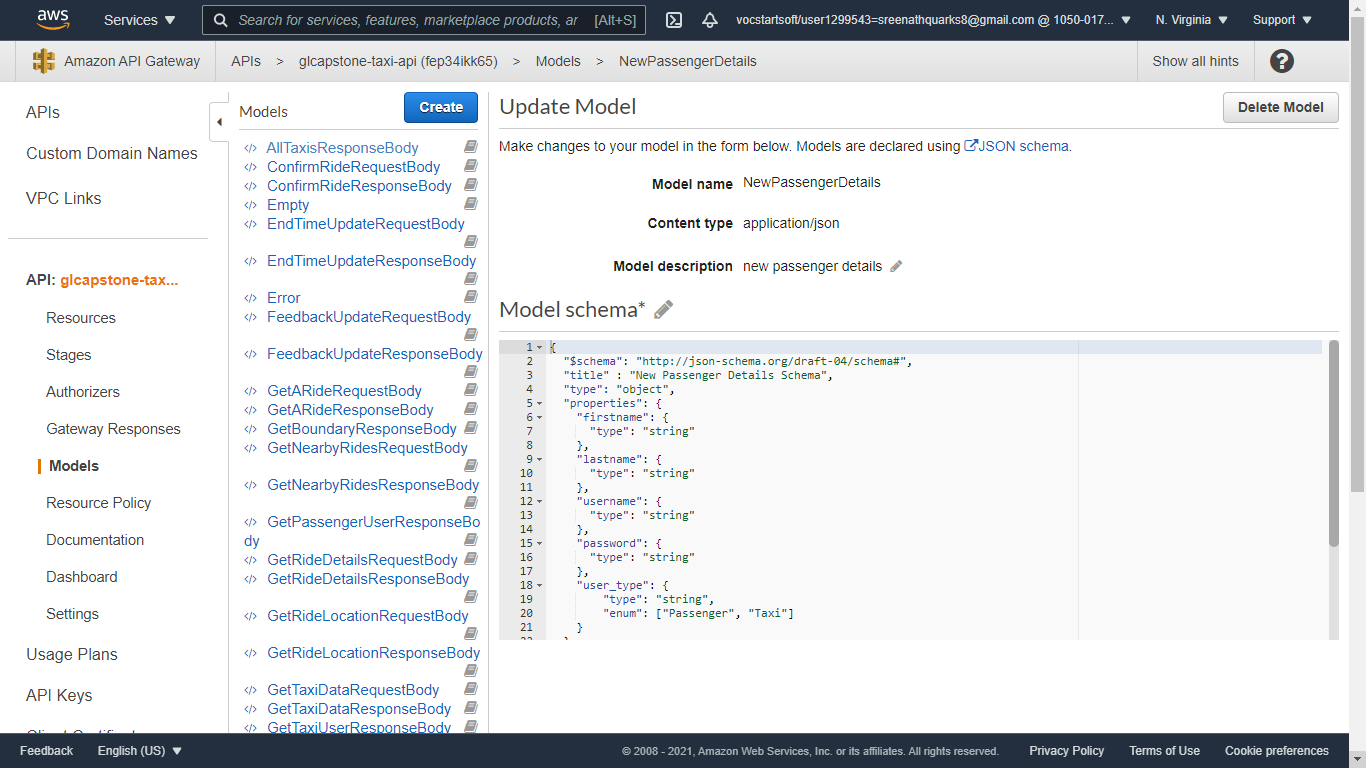 aws
Services
Search for services, features, marketplace products, ar [Alt+S]
vocstartsoft/user1299543=sreenathquarks8@gmail.com @ 1050-017...
N. Virginia
Support
Amazon API Gateway
APIs > glcapstone-taxi-api (fep34ikk65) > Models > NewPassengerDetails
Show all hints
APIs
Custom Domain Names
VPC Links
API: glcapstone-tax...
Resources
Stages
Authorizers
Gateway Responses
Models
Resource Policy
Documentation
Dashboard
Settings
Usage Plans
API Keys
Models
Create
</> AllTaxisResponseBody
</> ConfirmRideRequestBody
</> ConfirmRideResponseBody
</> Empty
</> EndTimeUpdateRequestBody
</> EndTimeUpdateResponseBody
</> Error
</> FeedbackUpdateRequestBody
</> FeedbackUpdateResponseBody
</> GetARideRequestBody
</> GetARideResponseBody
</> GetBoundaryResponseBody
</> GetNearbyRidesRequestBody
</> GetNearbyRidesResponseBody
</> GetPassengerUserResponseBo
dy
</> GetRideDetailsRequestBody
</> GetRideDetailsResponseBody
</> GetRideLocationRequestBody
</> GetRideLocationResponseBody
</> GetTaxiDataRequestBody
</> GetTaxiDataResponseBody
</> GetTaxiUserResponseBody
Update Model
Delete Model
Make changes to your model in the form below. Models are declared using JSON schema.
Model name NewPassengerDetails
Content type application/json
Model description new passenger details
Model schema*
1 {
2 "$schema": "http://json-schema.org/draft-04/schema#",
3 "title" : "New Passenger Details Schema",
4 "type": "object",
5 "properties": {
6 "firstname": {
7 "type": "string"
8 },
9 "lastname": {
10 "type": "string"
11 },
12 "username": {
13 "type": "string"
14 },
15 "password": {
16 "type": "string"
17 },
18 "user_type": {
19 "type": "string",
20 "enum": ["Passenger", "Taxi"]
21 }
Feedback
English (US)
© 2008 - 2021, Amazon Web Services, Inc. or its affiliates. All rights reserved.
Privacy Policy
Terms of Use
Cookie preferences